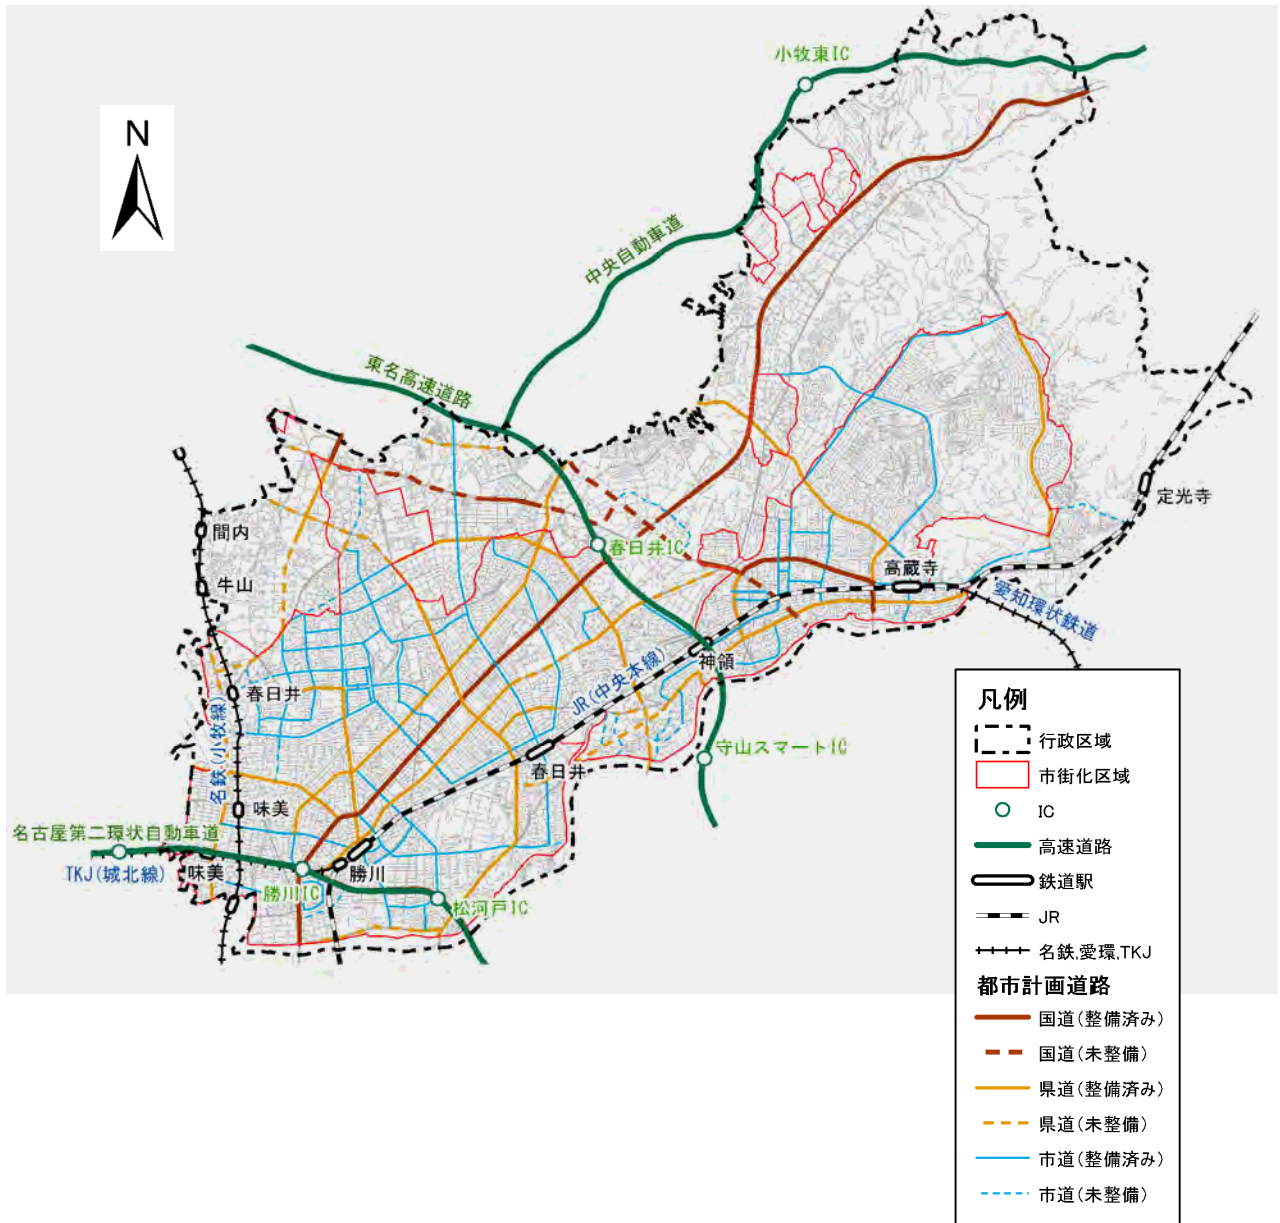 小牧東IC
N
中央自動車道
東名高速道路
定光寺
間内
春日井IC
高蔵寺
牛山
愛知環状鉄道
JR(中央本線)
神領
春日井
名鉄(小牧線)
守山スマートIC
春日井
味美
名古屋第二環状自動車道
TKJ(城北線)
味美
勝川
勝川IC
松河戸IC
凡例
行政区域
市街化区域
IC
高速道路
鉄道駅
JR
名鉄,愛環,TKJ
都市計画道路
国道(整備済み)
国道(未整備)
県道(整備済み)
県道(未整備)
市道(整備済み)
市道(未整備)